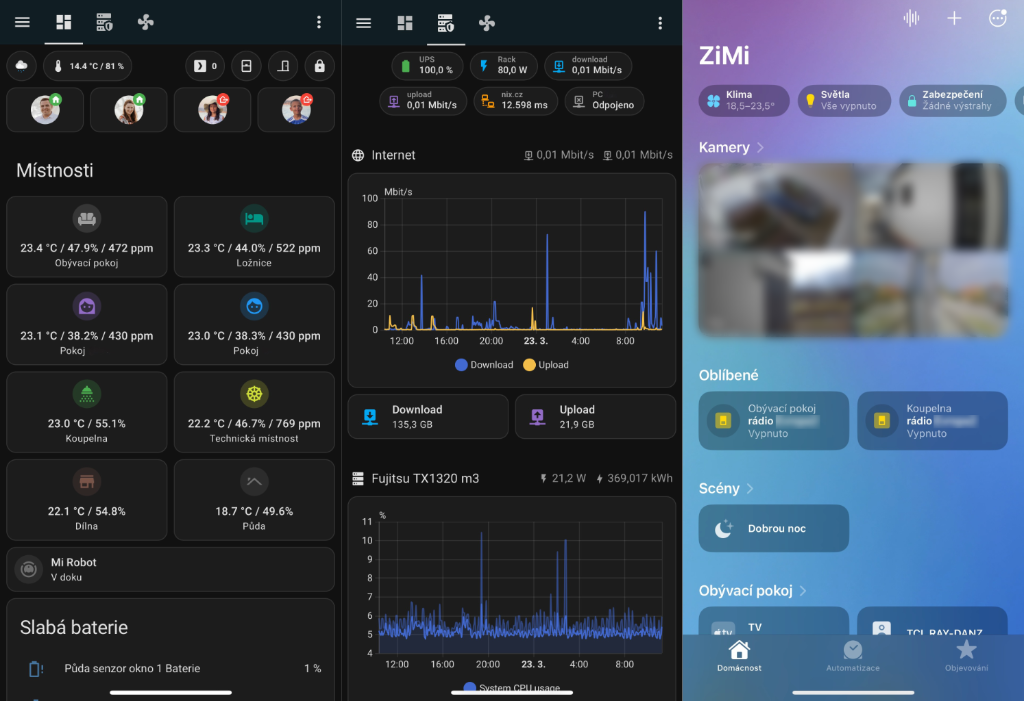 14.4 °C / 81 %
0
Místnosti
23.4 °C / 47.9% / 472 ppm
Obývací pokoj
23.3 °C / 44.0% / 522 ppm
Ložnice
23.1 °C / 38.2% / 430 ppm
Pokoj
23.0 °C / 38.3% / 430 ppm
Pokoj
23.0 °C / 55.1%
Koupelna
22.2 °C / 46.7% / 769 ppm
Technická místnost
22.1 °C / 54.8%
Dílna
18.7 °C / 49.6%
Půda
Mi Robot
V doku
Slabá baterie
Půda senzor okno 1 Baterie
1 %
UPS
100,0 %
Rack
80,0 W
download
0,01 Mbit/s
upload
0,01 Mbit/s
nix.cz
12.598 ms
PC
Odpojeno
Internet
0,01 Mbit/s
0,01 Mbit/s
Mbit/s
100
80
60
40
20
0
12:00 16:00 20:00 23. 3. 4:00 8:00
Download Upload
Download
135,3 GB
Upload
21,9 GB
Fujitsu TX1320 m3
21,2 W
369,017 kWh
%
11
10
9
8
7
6
5
4
12:00 16:00 20:00 23. 3. 4:00 8:00
System CPU usage
ZiMi
Klima
18,5–23,5°
Světla
Vše vypnuto
Zabezpečení
Žádné výstrahy
Kamery
Oblíbené
Obývací pokoj
rádio
Vypnuto
Koupelna
rádio
Vypnuto
Scény
Dobrou noc
Obývací pokoj
tv
TV
TCL RAY-DANZ
Domácnost
Automatizace
Objevování